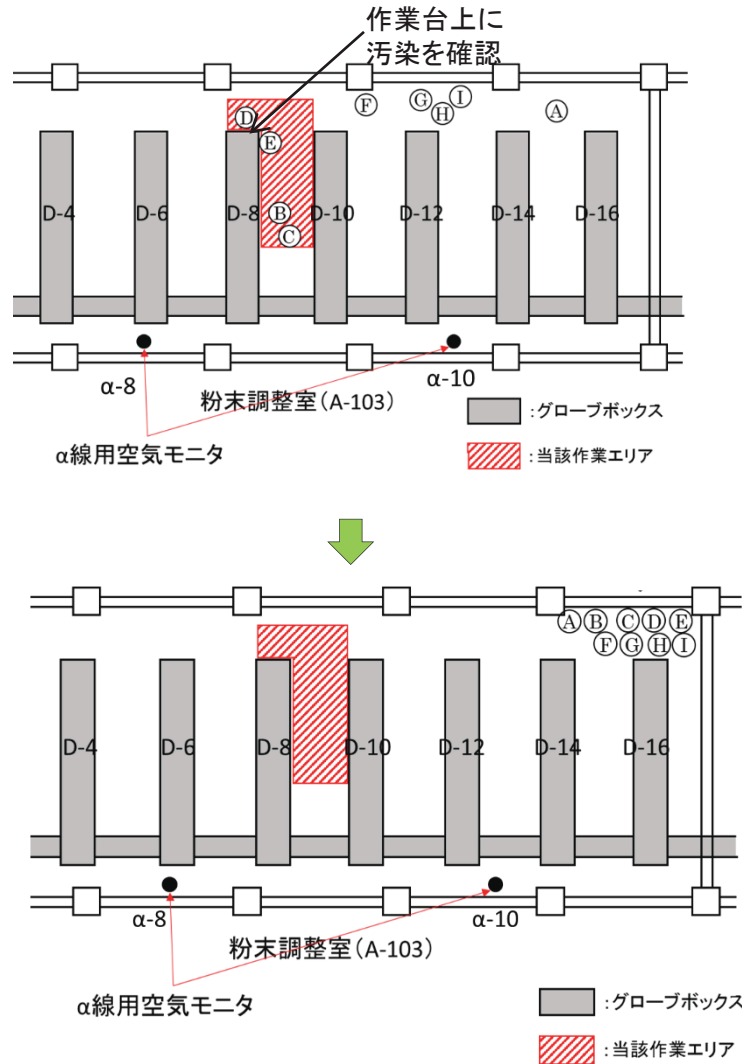 作業台上に
汚染を確認
Ⓓ
Ⓔ
Ⓕ
Ⓖ
Ⓗ
Ⓘ
Ⓐ
Ⓑ
Ⓒ
D-4 D-6 D-8 D-10 D-12 D-14 D-16
α-8
α-10
粉末調整室(A-103)
α線用空気モニタ
:グローブボックス
:当該作業エリア
Ⓐ Ⓑ Ⓒ Ⓓ Ⓔ
Ⓕ Ⓖ Ⓗ Ⓘ
D-4 D-6 D-8 D-10 D-12 D-14 D-16
α-8
α-10
粉末調整室(A-103)
α線用空気モニタ
:グローブボックス
:当該作業エリア